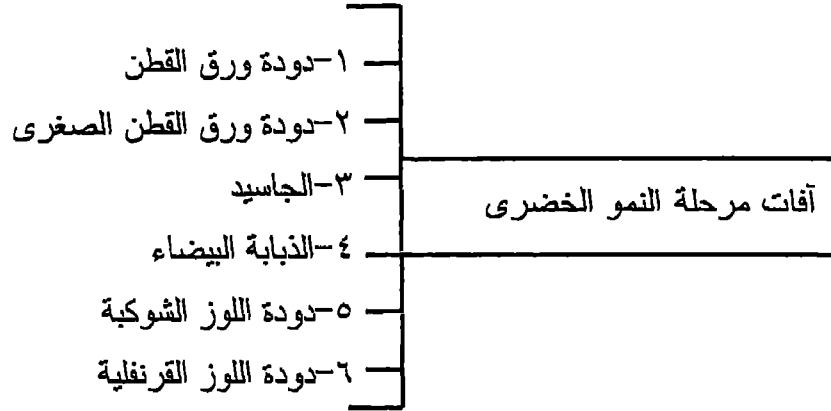 آفات مرحلة النمو الخضرى
١-دودة ورق القطن
٢-دودة ورق القطن الصغرى
٣-الجاسيد
٤-الذبابة البيضاء
٥-دودة اللوز الشوكبة
٦-دودة اللوز القرنفلية